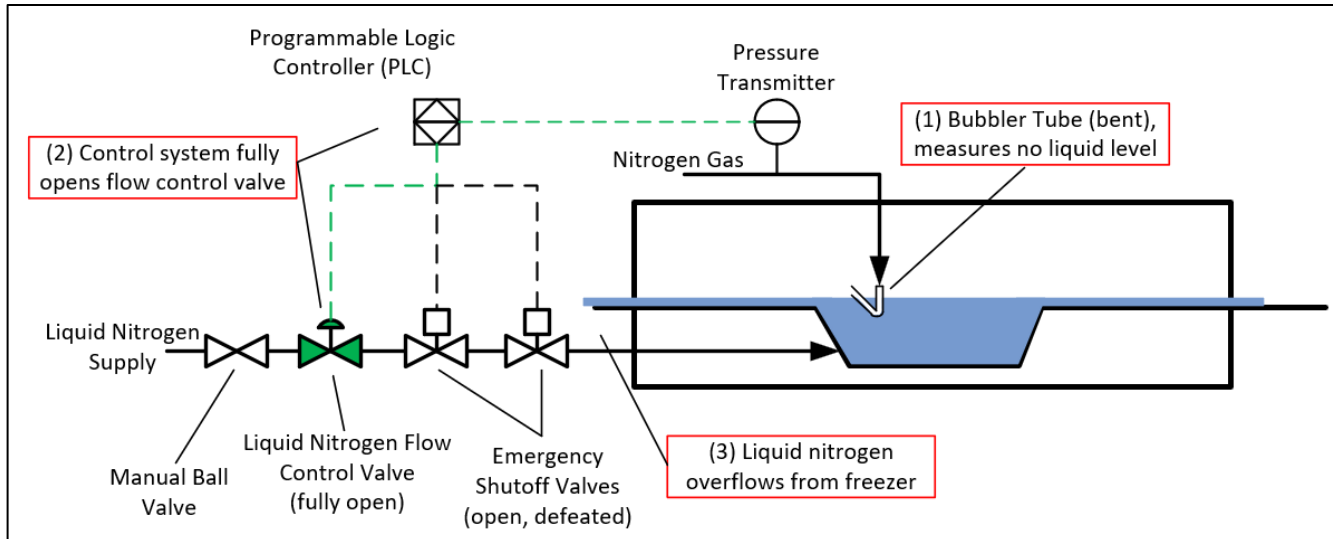 Programmable Logic
Controller (PLC)
Pressure
Transmitter
(1) Bubbler Tube (bent),
measures no liquid level
(2) Control system fully
opens flow control valve
Nitrogen Gas
Liquid Nitrogen
Supply
Manual Ball
Valve
Liquid Nitrogen Flow
Control Valve
(fully open)
Emergency
Shutoff Valves
(open, defeated)
(3) Liquid nitrogen
overflows from freezer